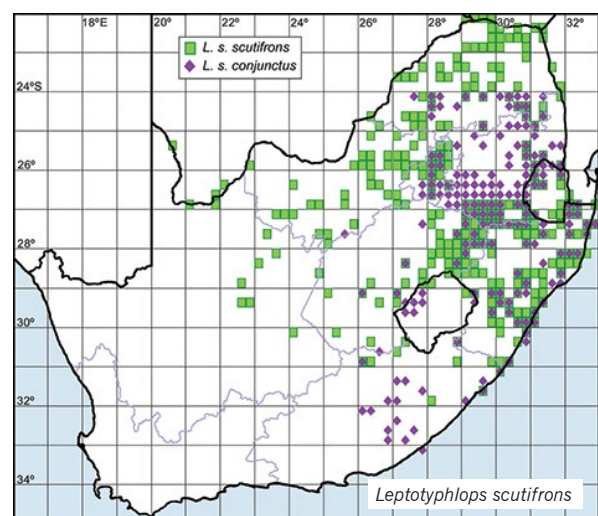 18°E 20 22 24 26 28 30° 32°
L. s. scutifrons
L. s. conjunctus
24°S
26°
28°
30°
32°
34°
Leptotyphlops scutifrons